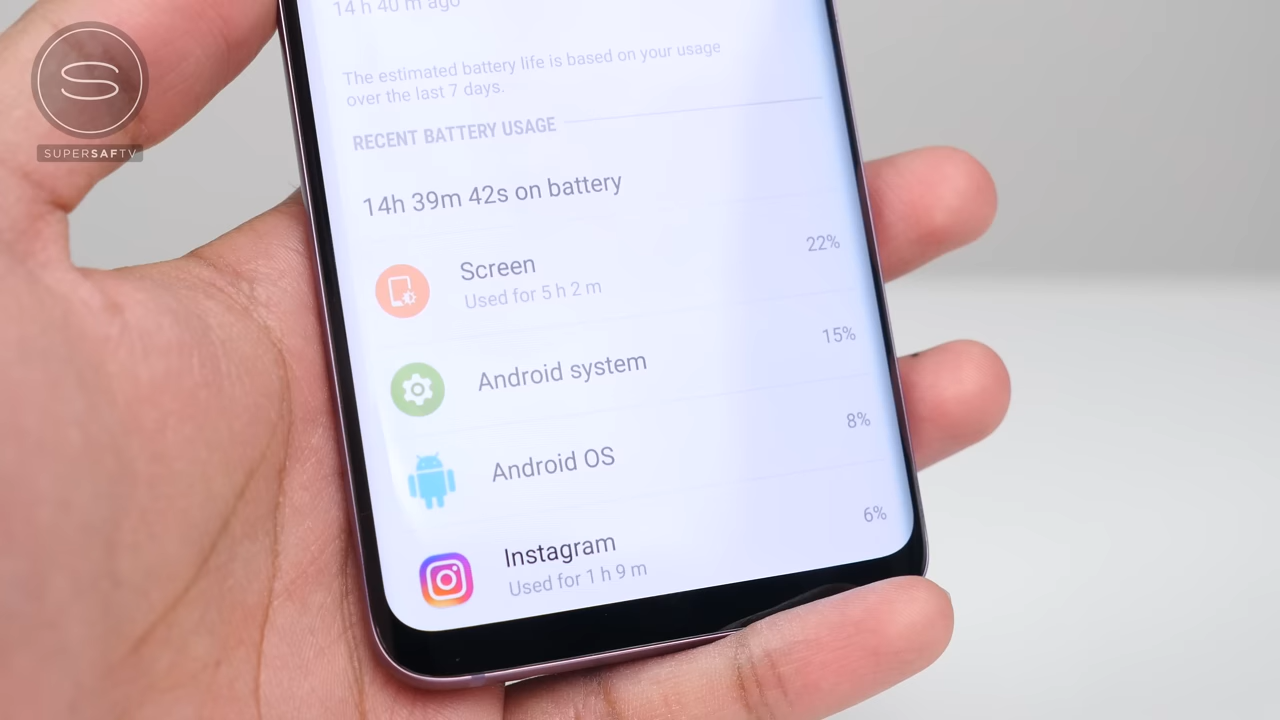 SUPERSAFTV
14 h 40 m ago
The estimated battery life is based on your usage
over the last 7 days.
RECENT BATTERY USAGE
14h 39m 42s on battery
Screen
22%
Used for 5 h 2 m
Android system
15%
Android OS
8%
Instagram
6%
Used for 1 h 9 m